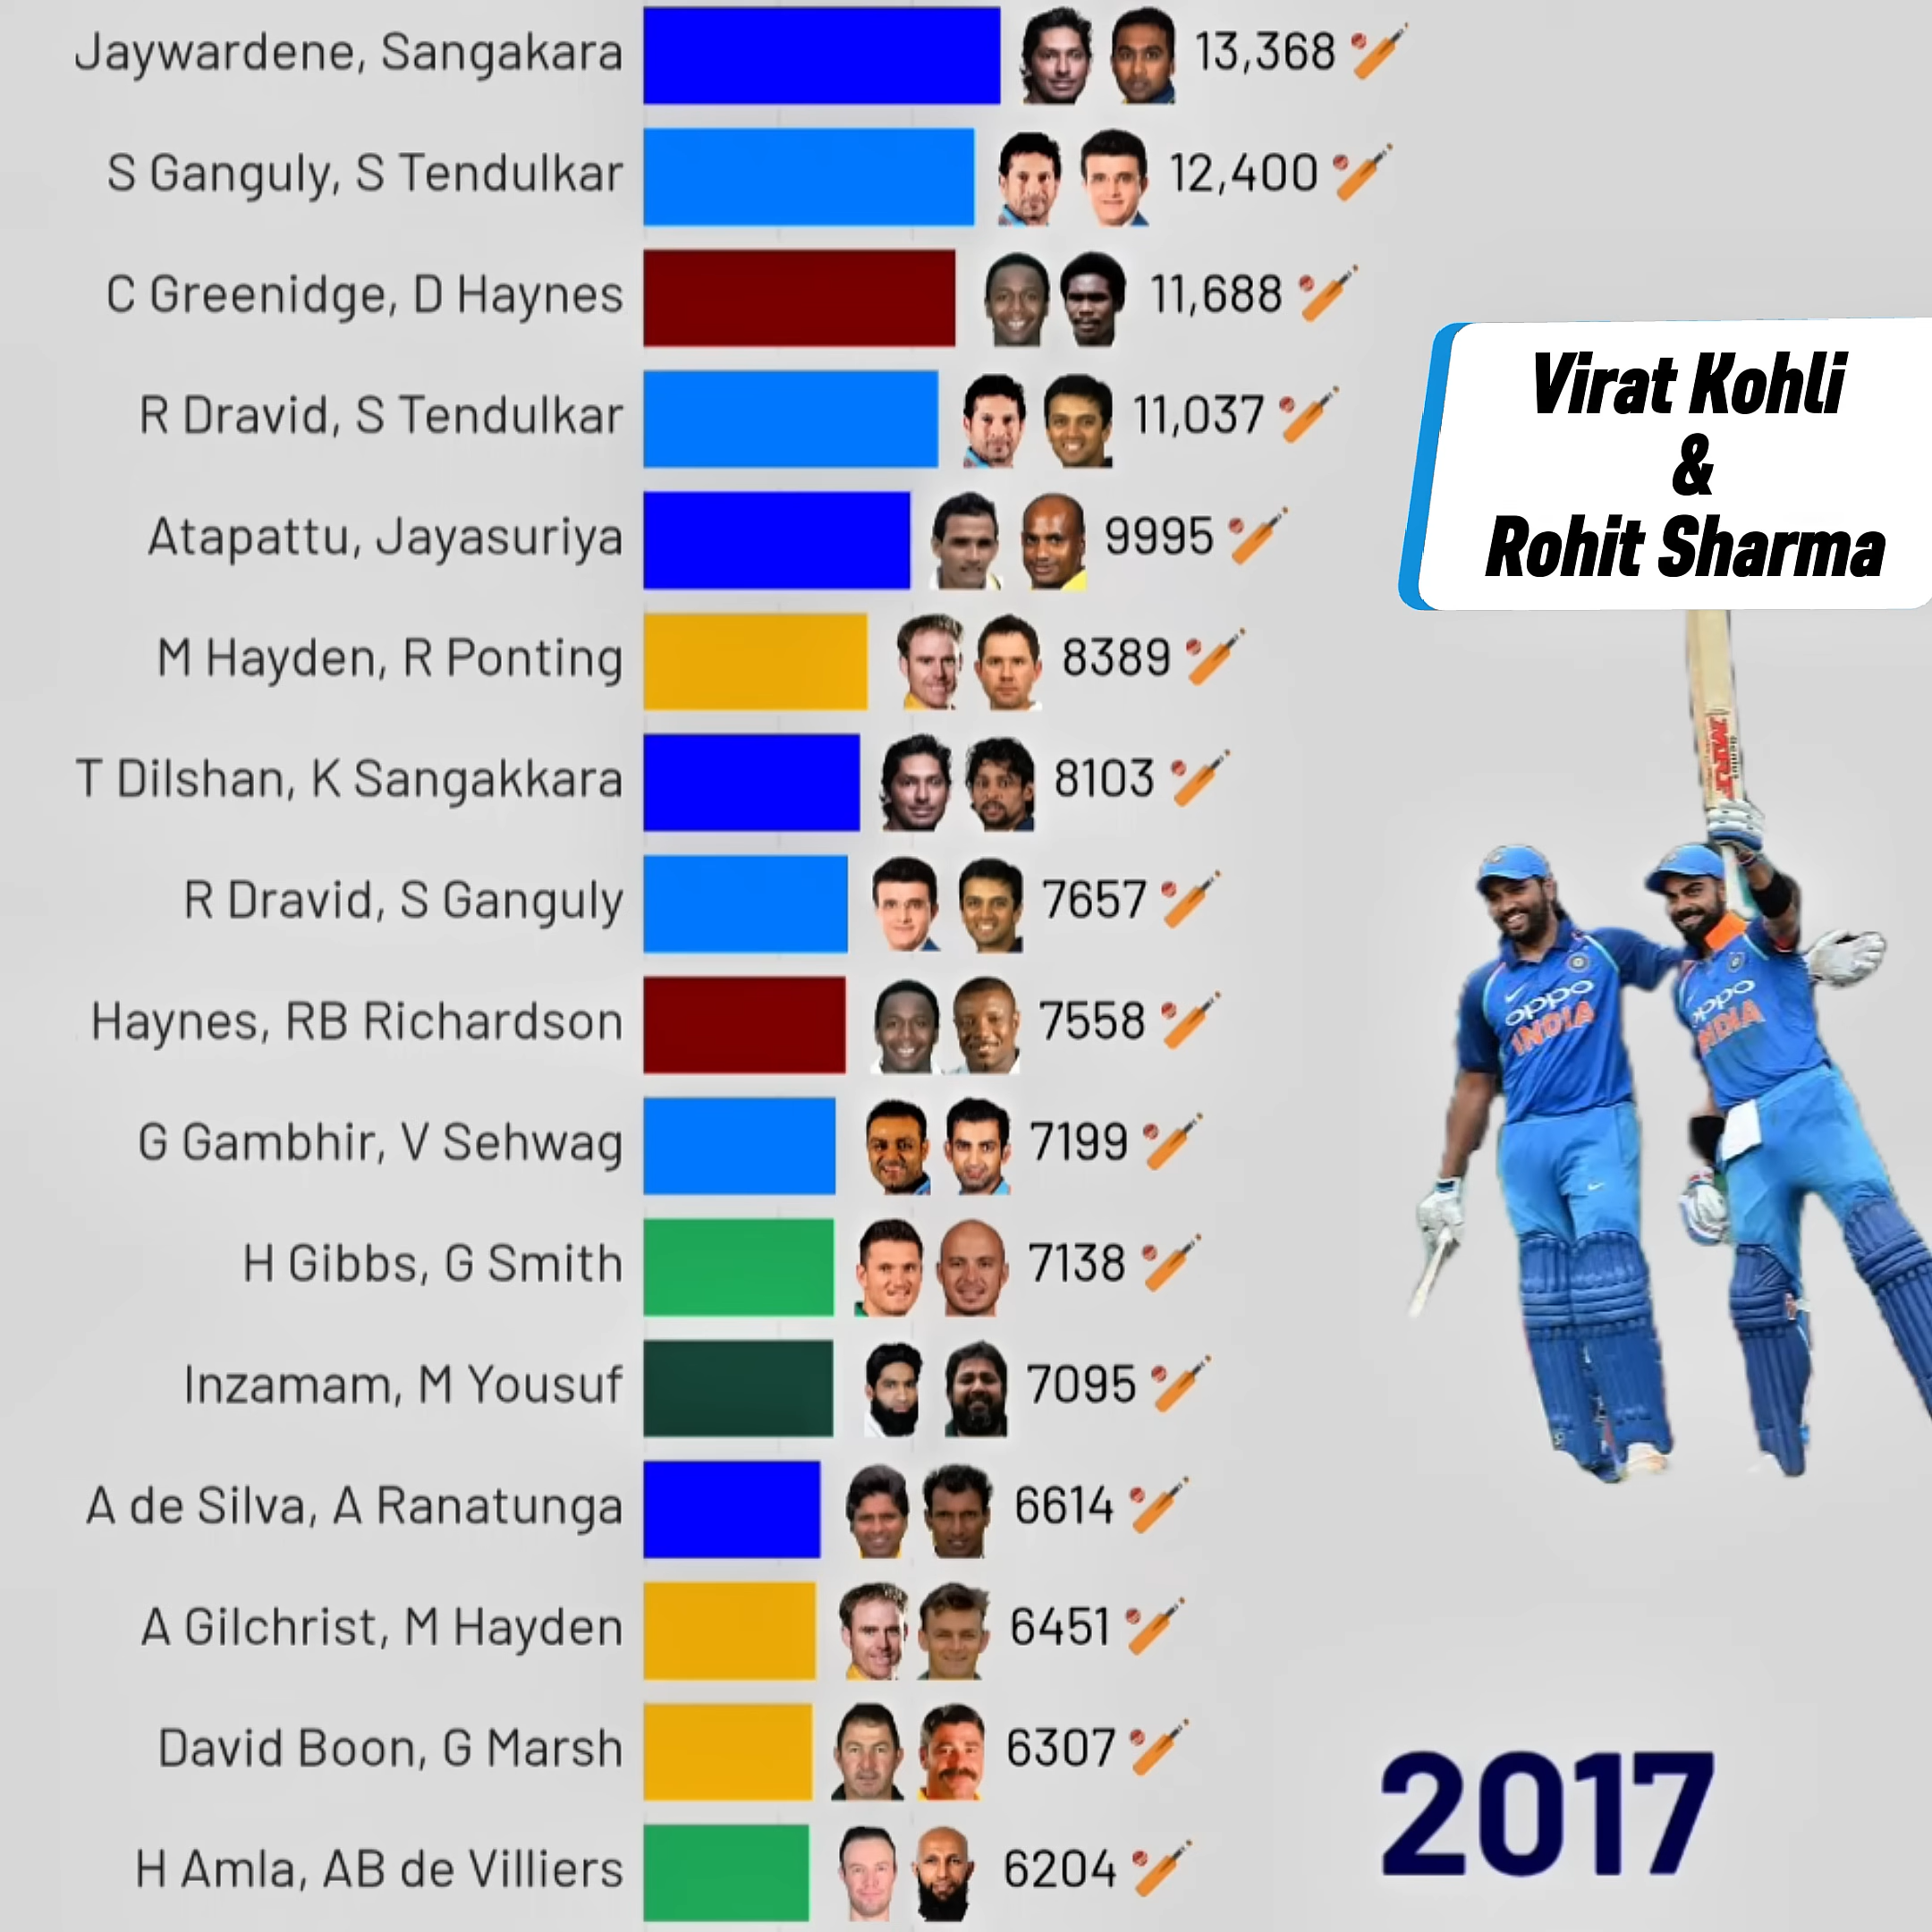 Jaywardene, Sangakara 13,368
S Ganguly, S Tendulkar 12,400
C Greenidge, D Haynes 11,688
R Dravid, S Tendulkar 11,037
Atapattu, Jayasuriya 9995
M Hayden, R Ponting 8389
T Dilshan, K Sangakkara 8103
R Dravid, S Ganguly 7657
Haynes, RB Richardson 7558
G Gambhir, V Sehwag 7199
H Gibbs, G Smith 7138
Inzamam, M Yousuf 7095
A de Silva, A Ranatunga 6614
A Gilchrist, M Hayden 6451
David Boon, G Marsh 6307
H Amla, AB de Villiers 6204
Virat Kohli
&
Rohit Sharma
MRF
oppo
INDIA
oppo
INDIA
2017